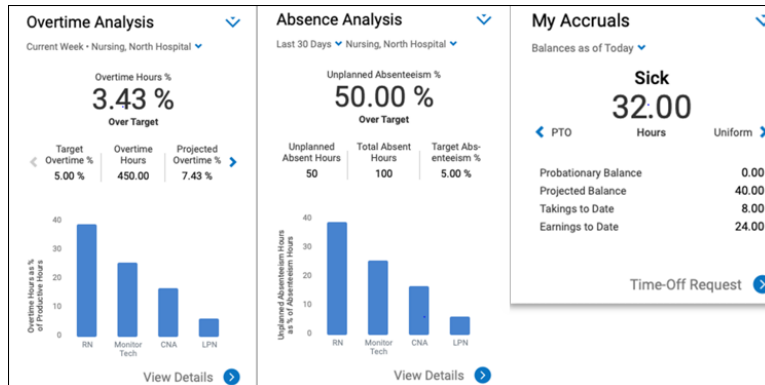 Overtime Analysis
Current Week • Nursing, North Hospital
Overtime Hours %
3.43 %
Over Target
Target Overtime %
5.00 %
Overtime Hours
450.00
Projected Overtime %
7.43 %
Overtime Hours as % of Productive Hours
40
30
20
10
0
RN
Monitor Tech
CNA
LPN
View Details
Absence Analysis
Last 30 Days Nursing, North Hospital
Unplanned Absenteeism %
50.00 %
Over Target
Unplanned Absent Hours
50
Total Absent Hours
100
Target Abs-
enteeism %
5.00 %
Unplanned Absenteeism Hours as % of Absenteeism Hours
40
30
20
10
0
RN
Monitor Tech
CNA
LPN
View Details
My Accruals
Balances as of Today
Sick
32.00
PTO Hours Uniform
Probationary Balance 0.00
Projected Balance 40.00
Takings to Date 8.00
Earnings to Date 24.00
Time-Off Request